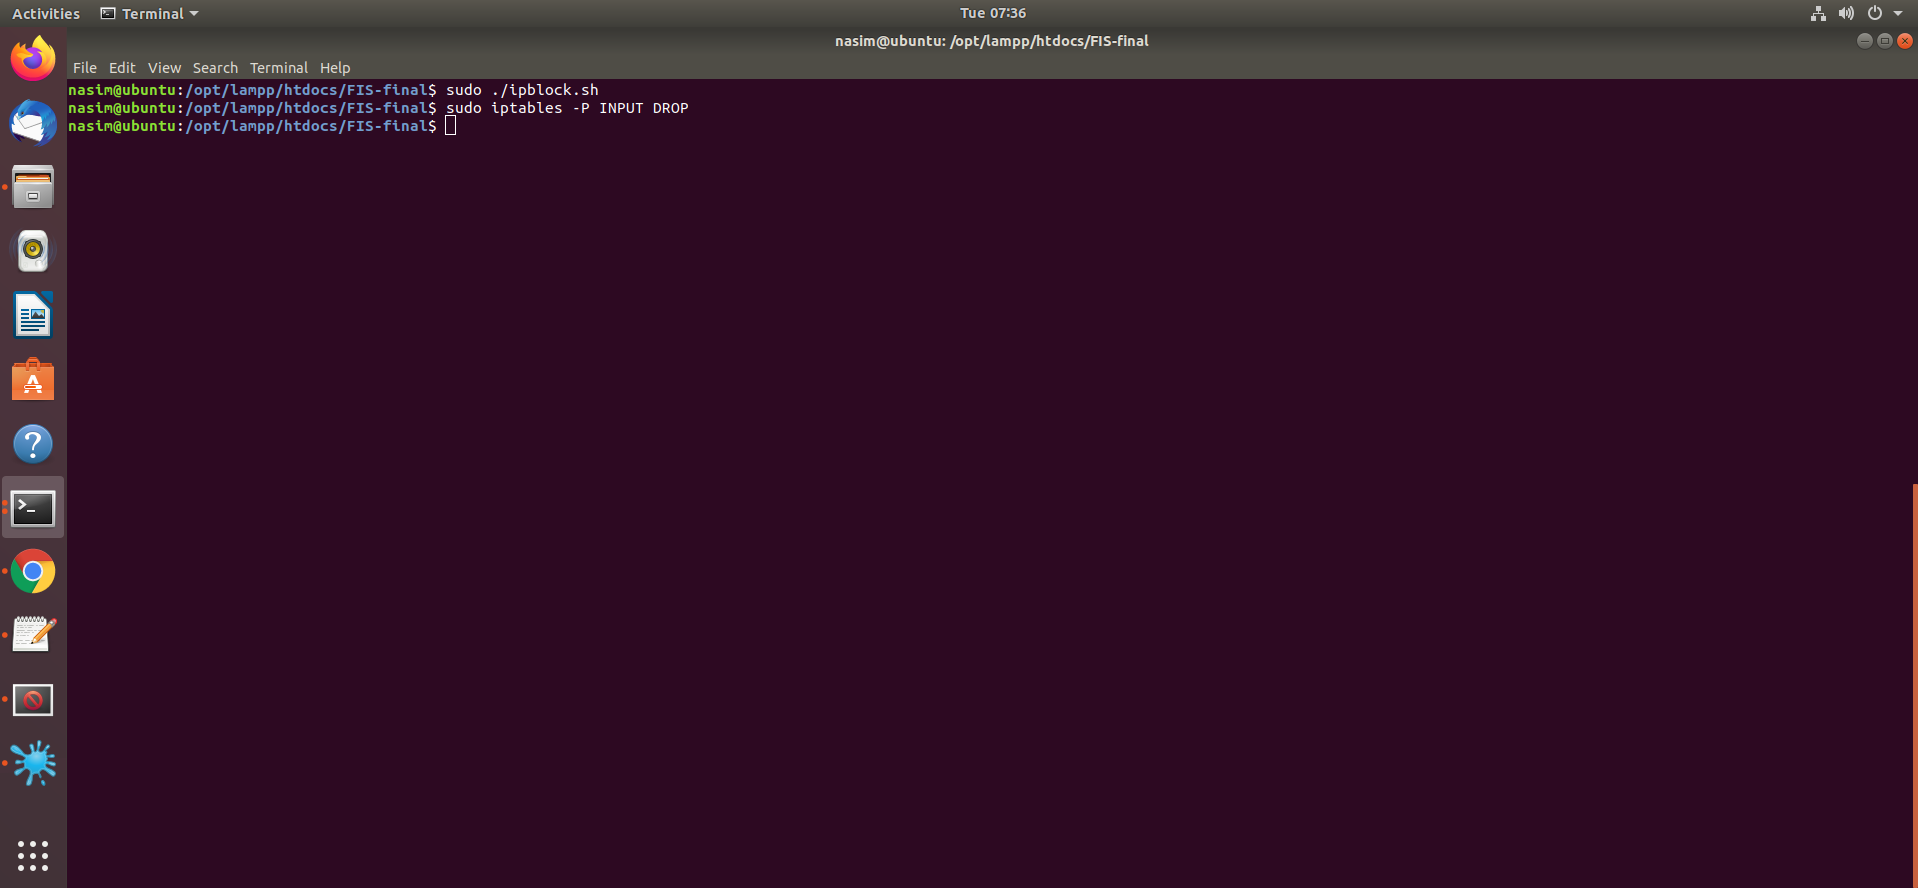 Activities Terminal Tue 07:36
nasim@ubuntu: /opt/lampp/htdocs/FIS-final
File Edit View Search Terminal Help
nasim@ubuntu:/opt/lampp/htdocs/FIS-final$ sudo ./ipblock.sh
nasim@ubuntu:/opt/lampp/htdocs/FIS-final$ sudo iptables -P INPUT DROP
nasim@ubuntu:/opt/lampp/htdocs/FIS-final$